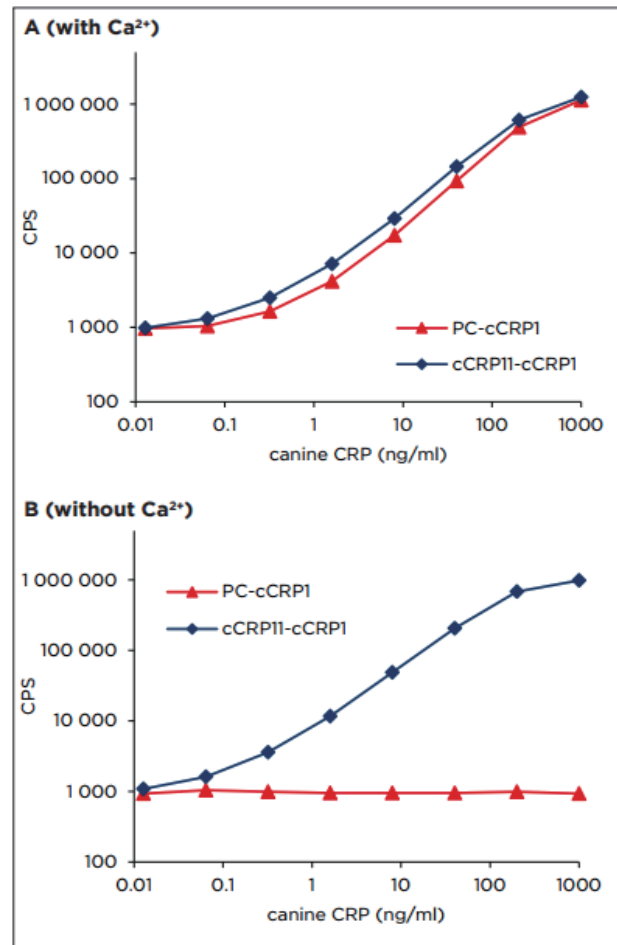 A (with Ca²⁺)
1 000 000
100 000
10 000
1 000
100
CPS
PC-cCRP1
cCRP11-cCRP1
0.01 0.1 1 10 100 1000
canine CRP (ng/ml)
B (without Ca²⁺)
1 000 000
100 000
10 000
1 000
100
CPS
PC-cCRP1
cCRP11-cCRP1
0.01 0.1 1 10 100 1000
canine CRP (ng/ml)